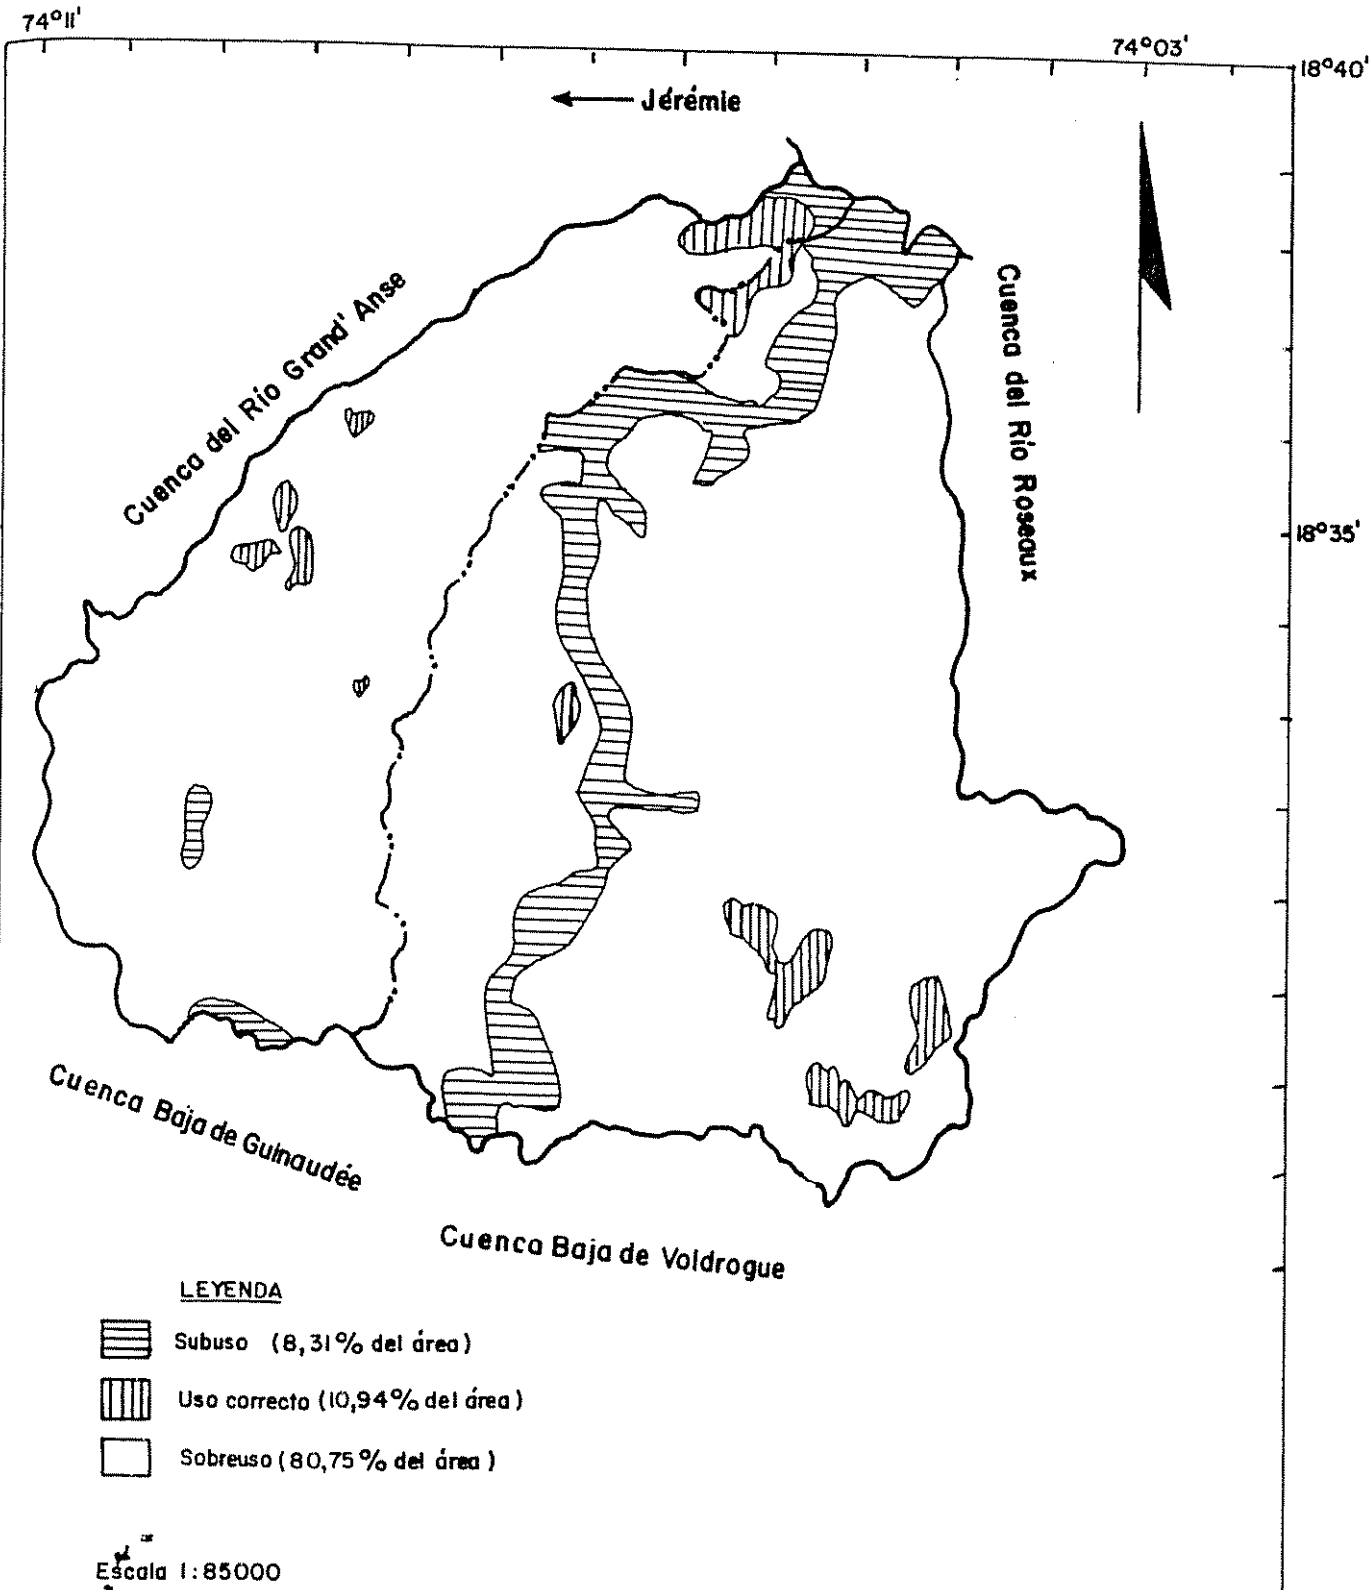 74°11'
74°03'
18°40'
← Jérémie
Cuenca del Río Grand' Anse
Cuenca del Río Roseaux
18°35'
Cuenca Baja de Guinaudée
Cuenca Baja de Voldrogue
LEYENDA
Subuso (8,31% del área)
Uso correcto (10,94% del área)
Sobreuso (80,75% del área)
Escala 1:85000